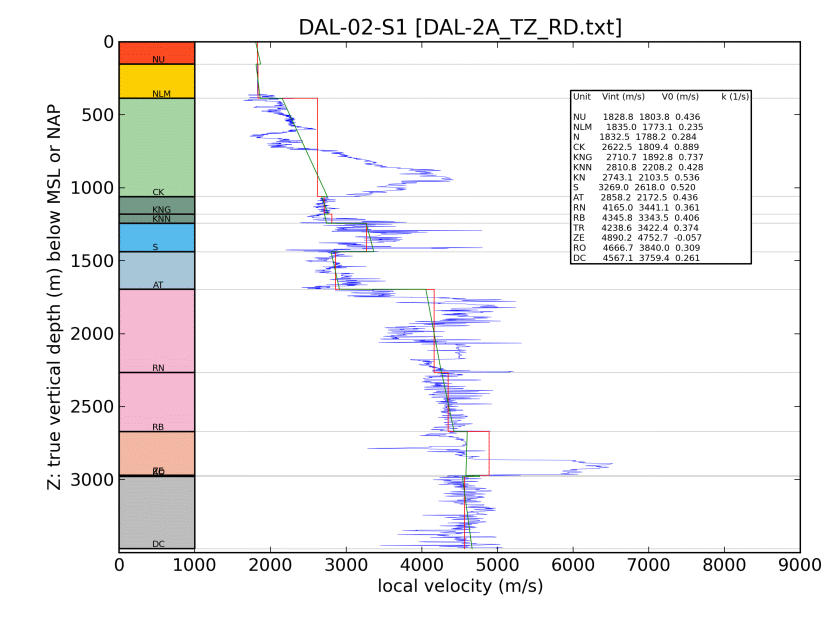 DAL-02-S1 [DAL-2A_TZ_RD.txt]
Z: true vertical depth (m) below MSL or NAP
0
500
1000
1500
2000
2500
3000
NU
NLM
CK
KNG
KNN
S
AT
RN
RB
ZE
DC
Unit Vint (m/s) V0 (m/s) k (1/s)
NU 1828.8 1803.8 0.436
NLM 1835.0 1773.1 0.235
N 1832.5 1788.2 0.284
CK 2622.5 1809.4 0.889
KNG 2710.7 1892.8 0.737
KNN 2810.8 2208.2 0.428
KN 2743.1 2103.5 0.536
S 3269.0 2618.0 0.520
AT 2858.2 2172.5 0.436
RN 4165.0 3441.1 0.361
RB 4345.8 3343.5 0.406
TR 4238.6 3422.4 0.374
ZE 4890.2 4752.7 -0.057
RO 4666.7 3840.0 0.309
DC 4567.1 3759.4 0.261
0 1000 2000 3000 4000 5000 6000 7000 8000 9000
local velocity (m/s)